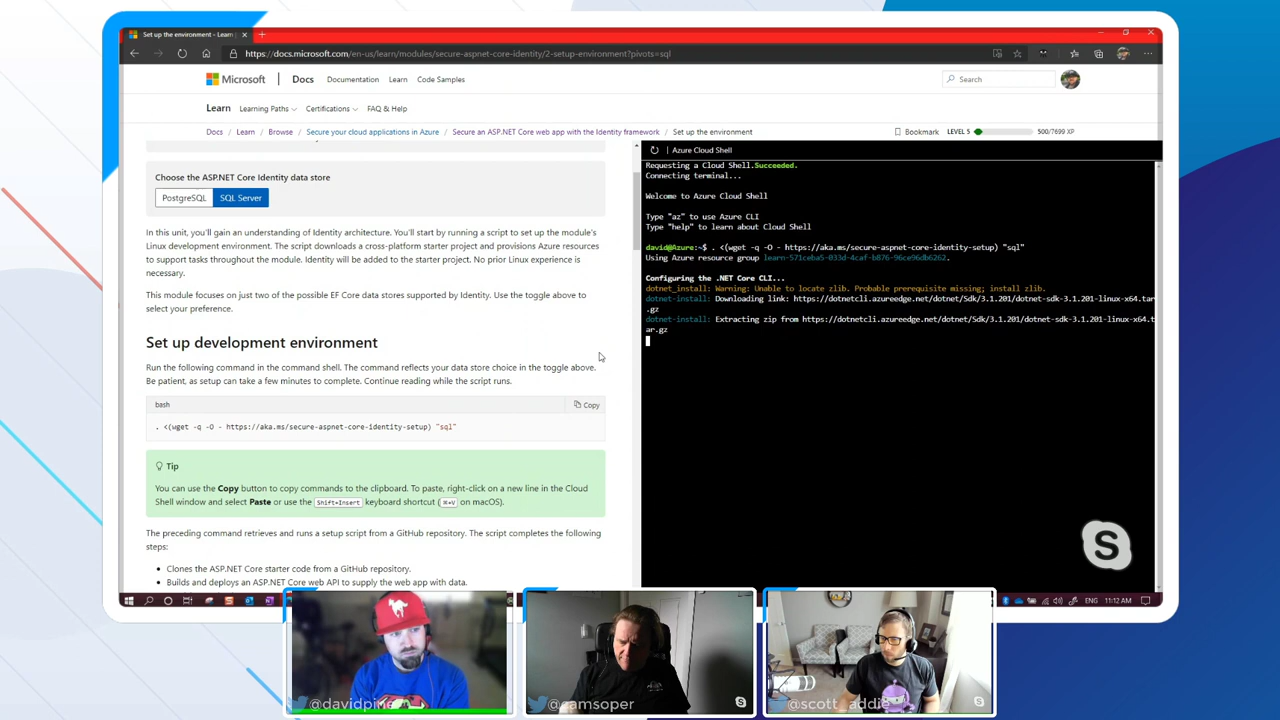 Set up the environment - Learn
https://docs.microsoft.com/en-us/learn/modules/secure-aspnet-core-identity/2-setup-environment?pivots=sql
Microsoft | Docs Documentation Learn Code Samples Search
Learn Learning Paths Certifications FAQ & Help
Docs Learn Browse Secure your cloud applications in Azure Secure an ASP.NET Core web app with the Identity framework Set up the environment Bookmark LEVEL 5 500/7699 XP
Choose the ASP.NET Core Identity data store
PostgreSQL SQL Server
In this unit, you'll gain an understanding of Identity architecture. You'll start by running a script to set up the module's
Linux development environment. The script downloads a cross-platform starter project and provisions Azure resources
to support tasks throughout the module. Identity will be added to the starter project. No prior Linux experience is
necessary.
This module focuses on just two of the possible EF Core data stores supported by Identity. Use the toggle above to
select your preference.
Set up development environment
Run the following command in the command shell. The command reflects your data store choice in the toggle above.
Be patient, as setup can take a few minutes to complete. Continue reading while the script runs.
bash Copy
. <(wget -q -O - https://aka.ms/secure-aspnet-core-identity-setup) "sql"
Tip
You can use the Copy button to copy commands to the clipboard. To paste, right-click on a new line in the Cloud
Shell window and select Paste or use the Shift+Insert keyboard shortcut (⌘+V on macOS).
The preceding command retrieves and runs a setup script from a GitHub repository. The script completes the following
steps:
• Clones the ASP.NET Core starter code from a GitHub repository.
• Builds and deploys an ASP.NET Core web API to supply the web app with data.
| Azure Cloud Shell
Requesting a Cloud Shell.Succeeded.
Connecting terminal...
Welcome to Azure Cloud Shell
Type "az" to use Azure CLI
Type "help" to learn about Cloud Shell
david@Azure:~$ . <(wget -q -O - https://aka.ms/secure-aspnet-core-identity-setup) "sql"
Using Azure resource group learn-571ceba5-033d-4caf-b876-96ce96db6262.
Configuring the .NET Core CLI...
dotnet_install: Warning: Unable to locate zlib. Probable prerequisite missing; install zlib.
dotnet-install: Downloading link: https://dotnetcli.azureedge.net/dotnet/Sdk/3.1.201/dotnet-sdk-3.1.201-linux-x64.tar
.gz
dotnet-install: Extracting zip from https://dotnetcli.azureedge.net/dotnet/Sdk/3.1.201/dotnet-sdk-3.1.201-linux-x64.t
ar.gz
ENG 11:12 AM
@camsoper
@scott_addie